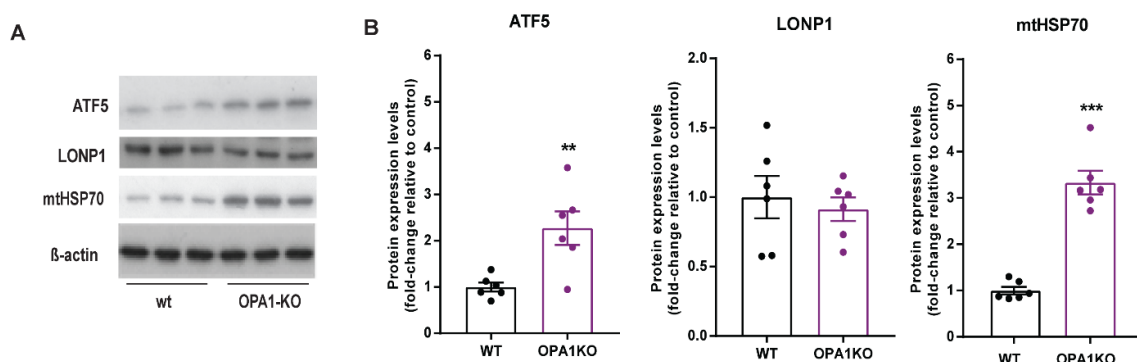 A
ATF5
LONP1
mtHSP70
ß-actin
wt
OPA1-KO
B
ATF5
Protein expression levels
(fold-change relative to control)
6
5
4
3
2
1
0
**
WT
OPA1KO
LONP1
Protein expression levels
(fold-change relative to control)
2.0
1.5
1.0
0.5
0.0
WT
OPA1KO
mtHSP70
Protein expression levels
(fold-change relative to control)
6
5
4
3
2
1
0
***
WT
OPA1KO